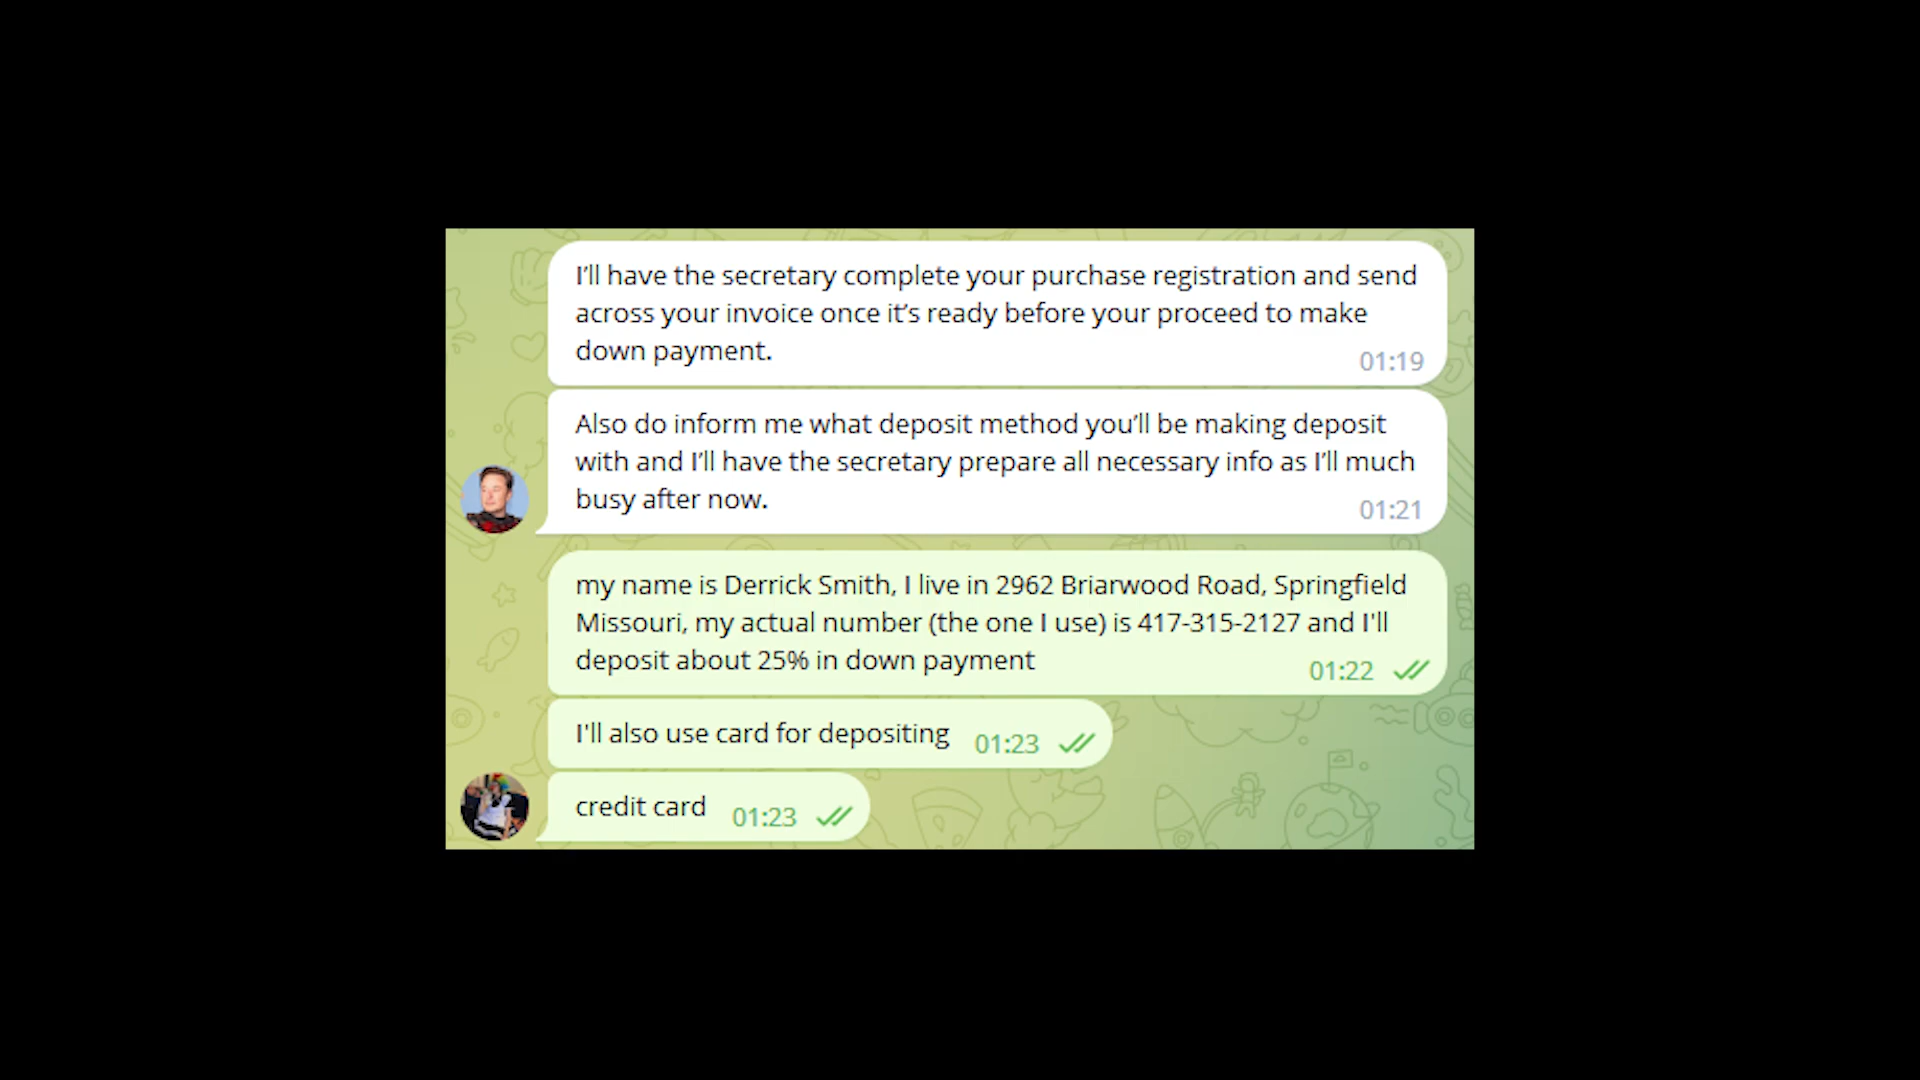 I’ll have the secretary complete your purchase registration and send
across your invoice once it’s ready before your proceed to make
down payment.
01:19
Also do inform me what deposit method you’ll be making deposit
with and I’ll have the secretary prepare all necessary info as I’ll much
busy after now.
01:21
my name is Derrick Smith, I live in 2962 Briarwood Road, Springfield
Missouri, my actual number (the one I use) is 417-315-2127 and I'll
deposit about 25% in down payment
01:22
I'll also use card for depositing 01:23
credit card 01:23